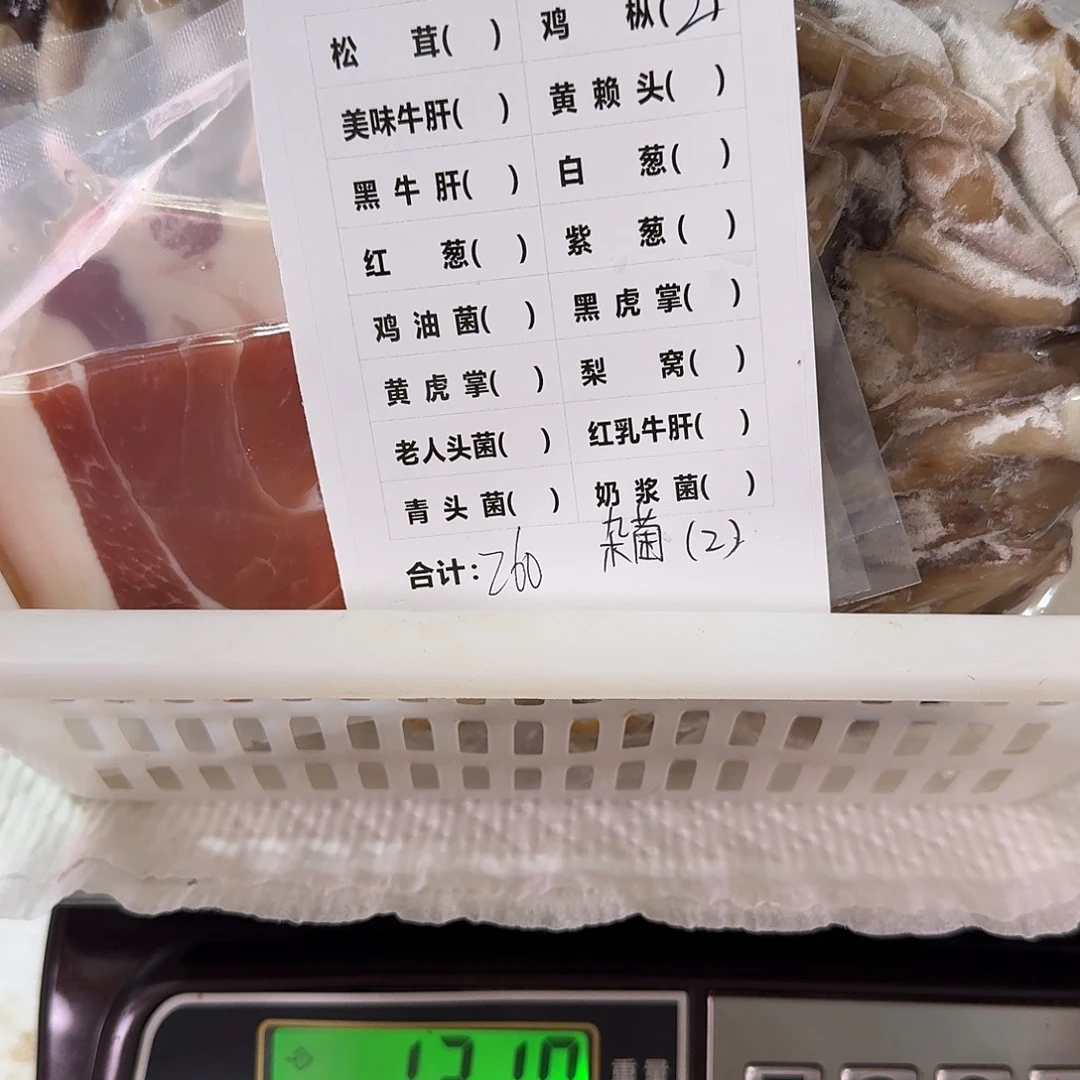 松 茸( ) 鸡 枞(2)
美味牛肝( ) 黄 赖 头( )
黑 牛 肝( ) 白 葱( )
红 葱( ) 紫 葱( )
鸡 油 菌( ) 黑 虎 掌( )
黄 虎 掌( ) 梨 窝( )
老人头菌( ) 红乳牛肝( )
青 头 菌( ) 奶 浆 菌( )
杂菌(2)
合计:260
重量